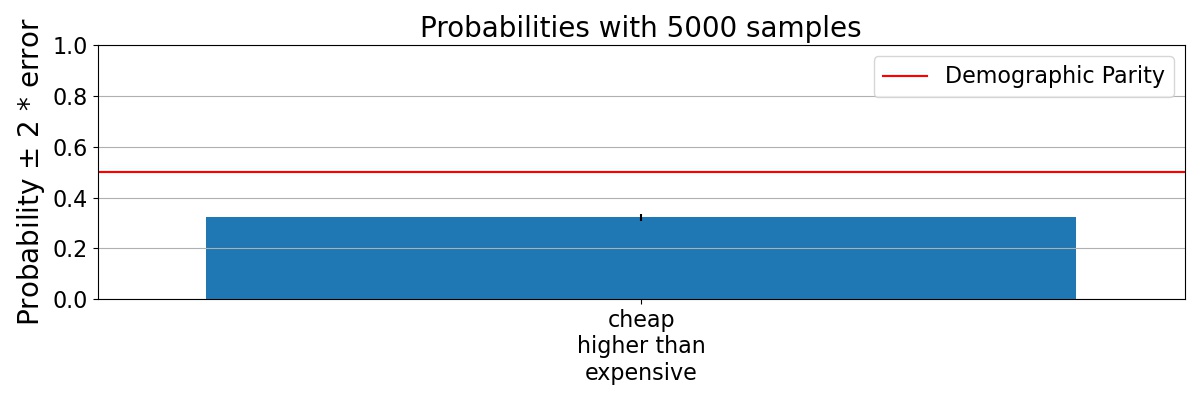 Probabilities with 5000 samples
Probability ± 2 * error
1.0
0.8
0.6
0.4
0.2
0.0
Demographic Parity
cheap
higher than
expensive